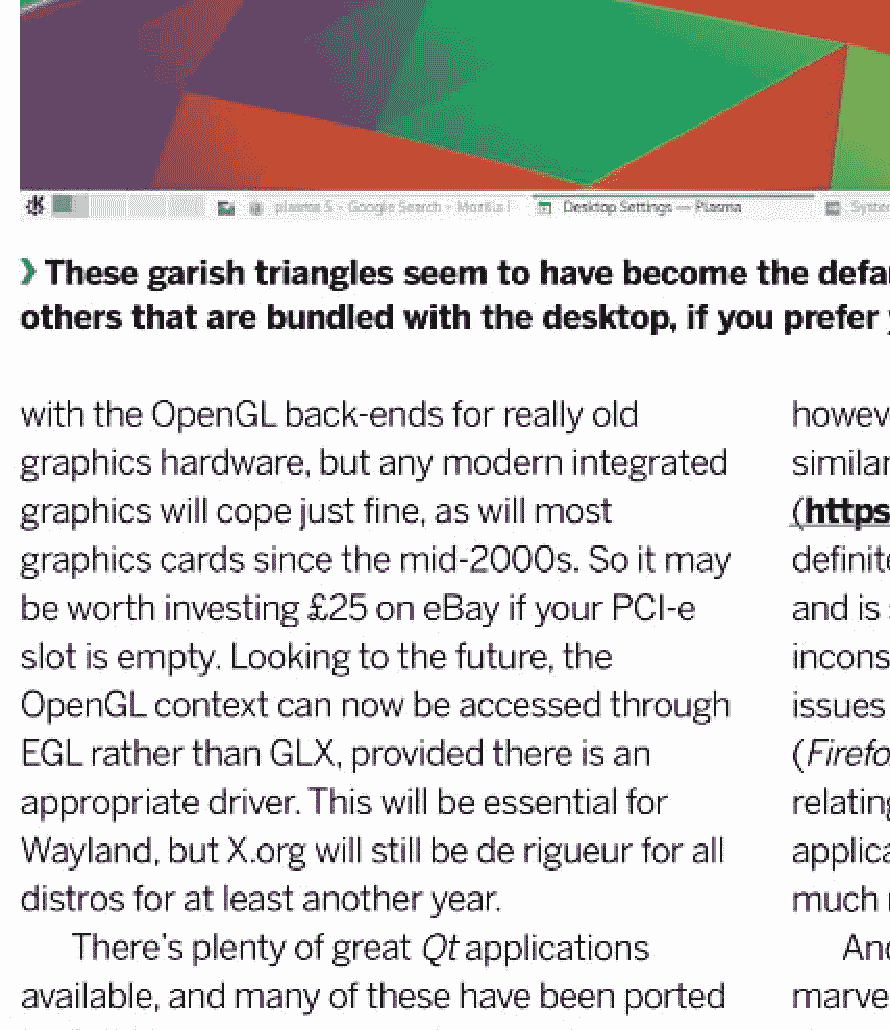 plasma 5 - Google Search - Mozilla F
Desktop Settings — Plasma
Syste
❯ These garish triangles seem to have become the defa
others that are bundled with the desktop, if you prefer
with the OpenGL back-ends for really old
graphics hardware, but any modern integrated
graphics will cope just fine, as will most
graphics cards since the mid-2000s. So it may
be worth investing £25 on eBay if your PCI-e
slot is empty. Looking to the future, the
OpenGL context can now be accessed through
EGL rather than GLX, provided there is an
appropriate driver. This will be essential for
Wayland, but X.org will still be de rigueur for all
distros for at least another year.
There's plenty of great Qt applications
available, and many of these have been ported
howev
similar
(https
definite
and is
incons
issues
(Firefo
relating
applica
much
And
marve